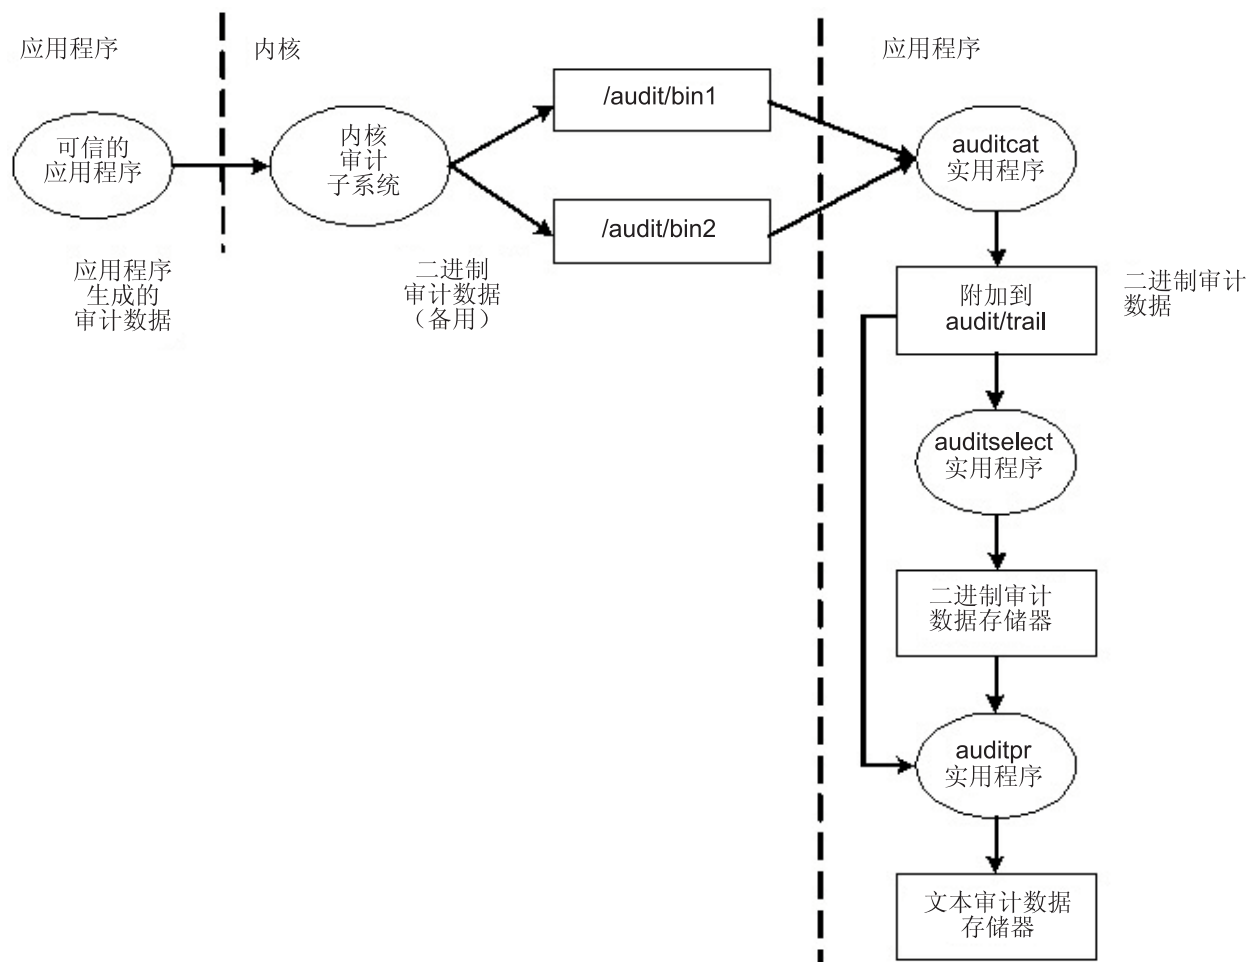 应用程序
内核
应用程序
可信的
应用程序
内核
审计
子系统
/audit/bin1
/audit/bin2
auditcat
实用程序
应用程序
生成的
审计数据
二进制
审计数据
（备用）
附加到
audit/trail
二进制审计
数据
auditselect
实用程序
二进制审计
数据存储器
auditpr
实用程序
文本审计数据
存储器